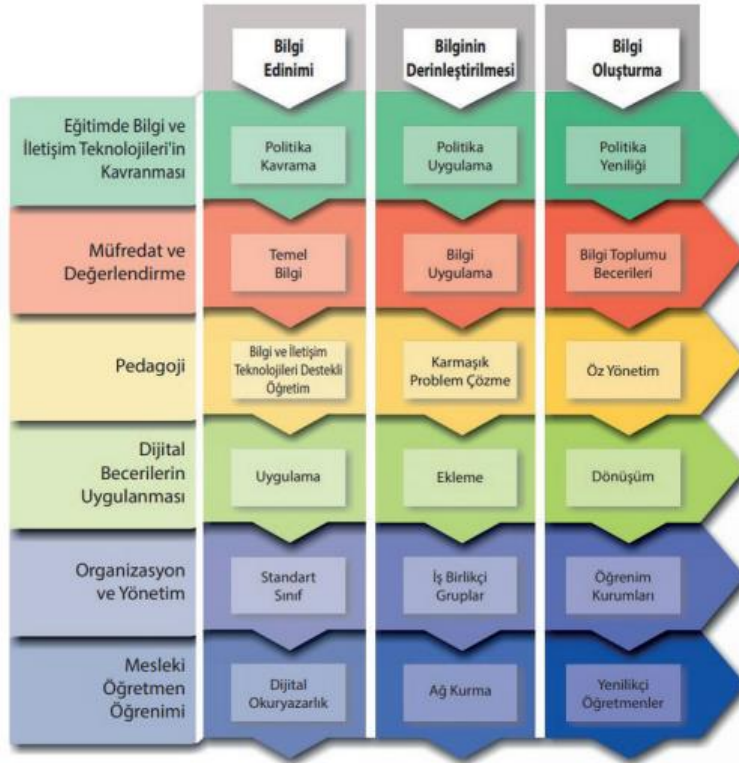 Bilgi
Edinimi
Bilginin
Derinleştirilmesi
Bilgi
Oluşturma
Eğitimde Bilgi ve
İletişim Teknolojileri'in
Kavranması
Politika
Kavrama
Politika
Uygulama
Politika
Yeniliği
Müfredat ve
Değerlendirme
Temel
Bilgi
Bilgi
Uygulama
Bilgi Toplumu
Becerileri
Pedagoji
Bilgi ve İletişim
Teknolojileri Destekli
Öğretim
Karmaşık
Problem Çözme
Öz Yönetim
Dijital
Becerilerin
Uygulanması
Uygulama
Ekleme
Dönüşüm
Organizasyon
ve Yönetim
Standart
Sınıf
İş Birlikçi
Gruplar
Öğrenim
Kurumları
Mesleki
Öğretmen
Öğrenimi
Dijital
Okuryazarlık
Ağ Kurma
Yenilikçi
Öğretmenler